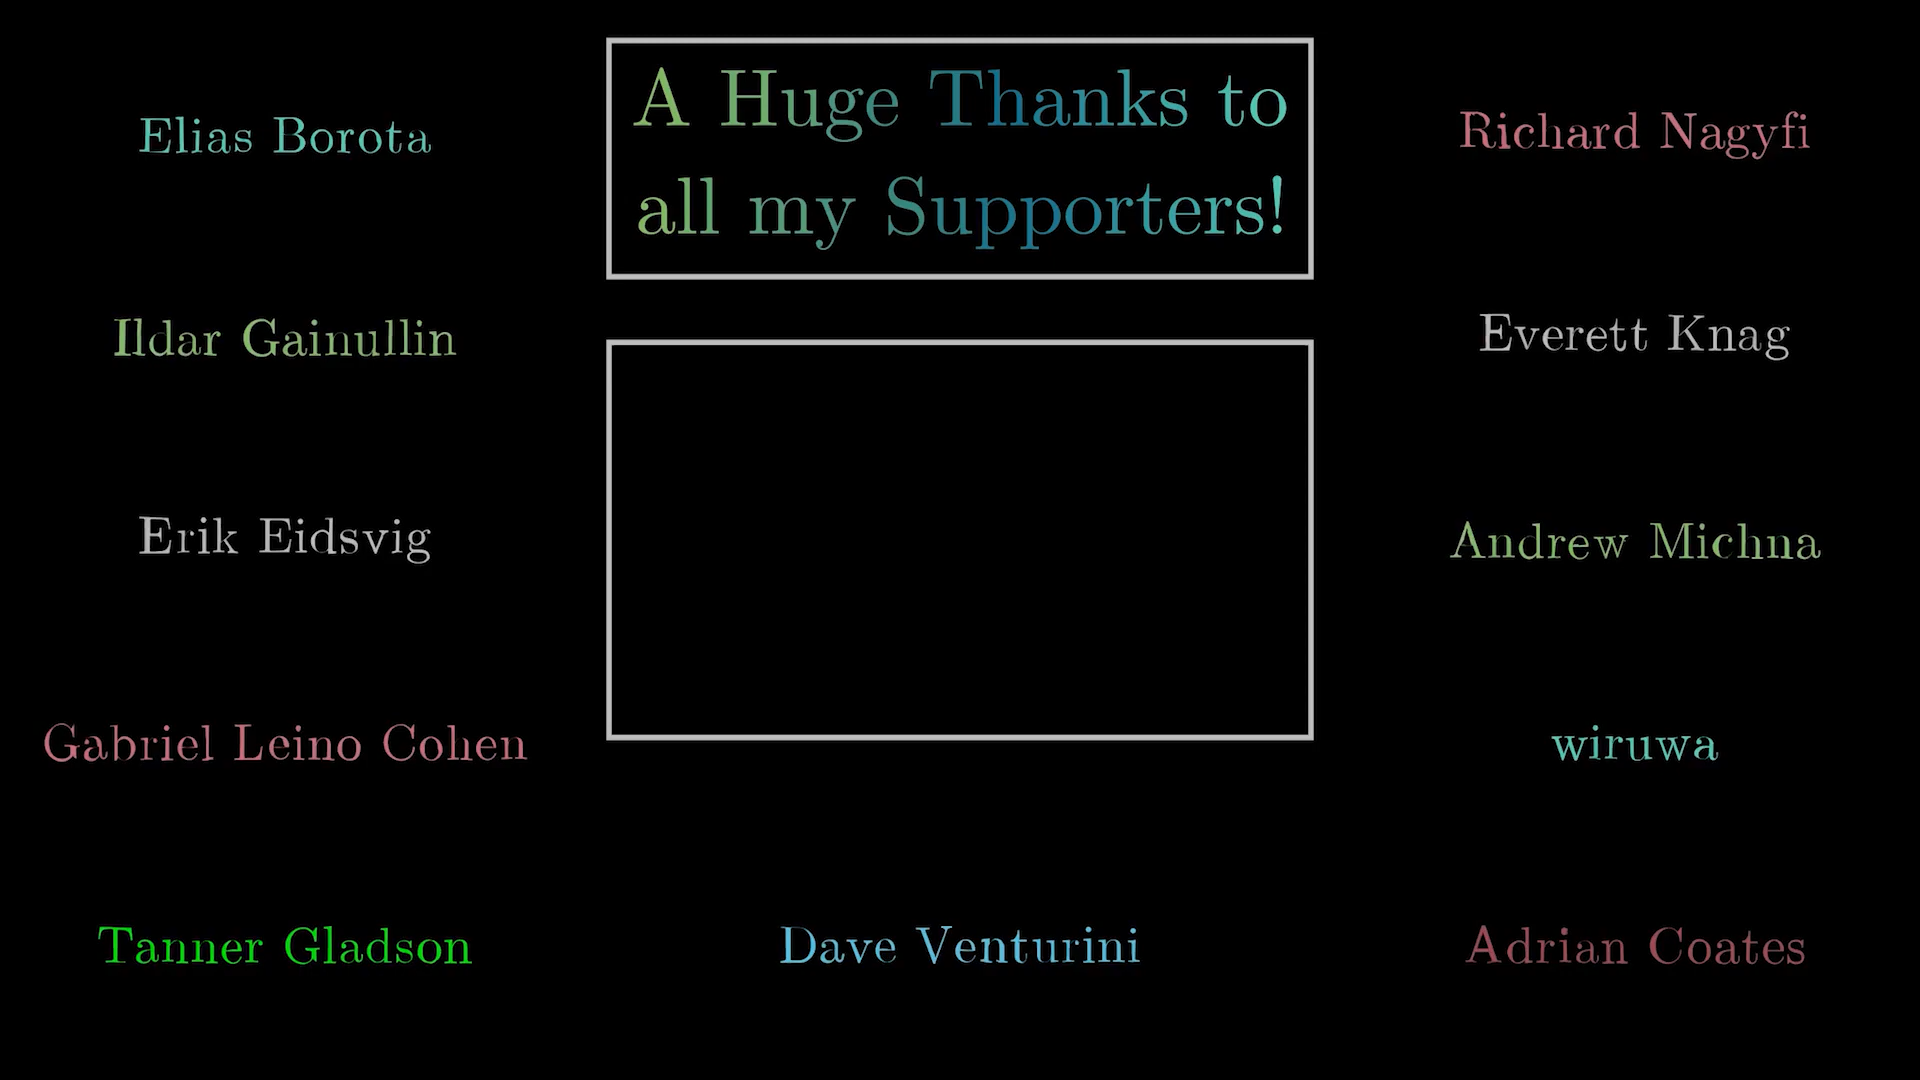 A Huge Thanks to
all my Supporters!
Elias Borota
Richard Nagyfi
Ildar Gainullin
Everett Knag
Erik Eidsvig
Andrew Michna
Gabriel Leino Cohen
wiruwa
Tanner Gladson
Dave Venturini
Adrian Coates